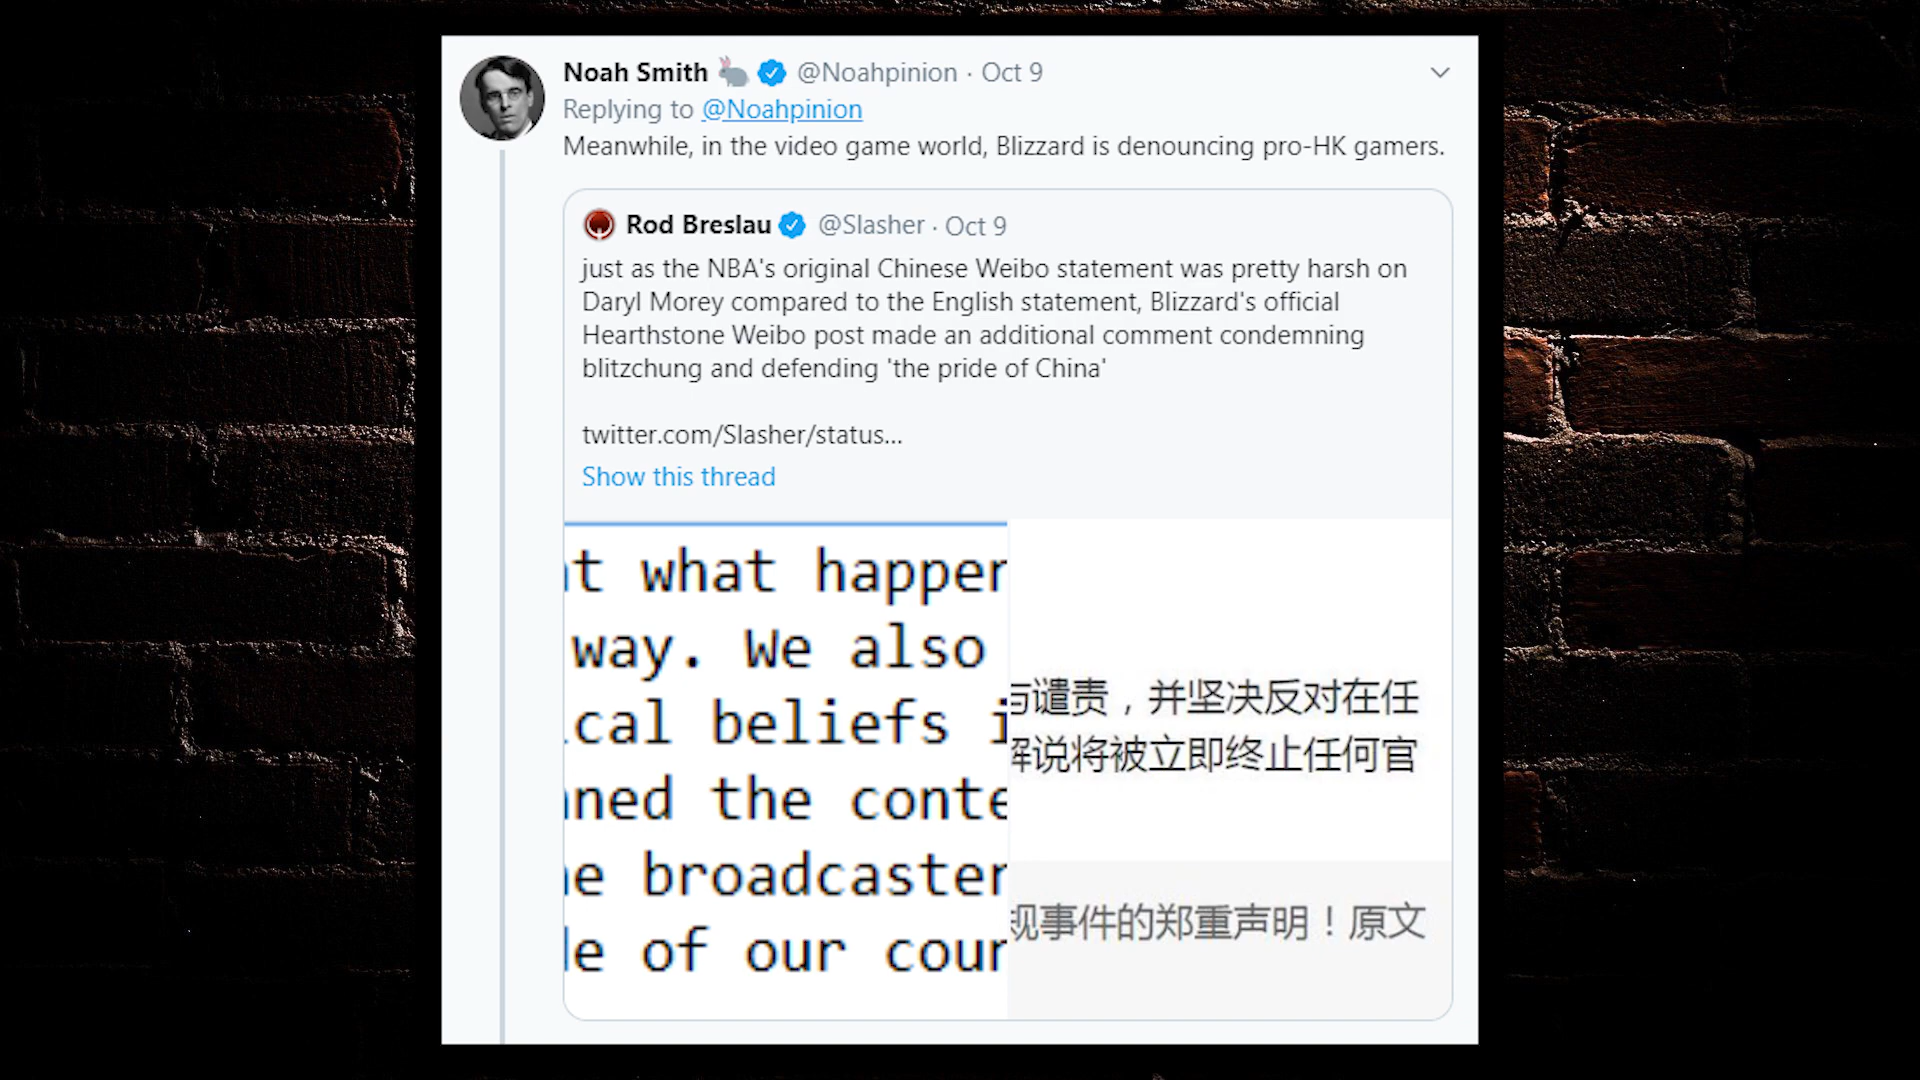 Noah Smith @Noahpinion · Oct 9
Replying to @Noahpinion
Meanwhile, in the video game world, Blizzard is denouncing pro-HK gamers.
Rod Breslau @Slasher · Oct 9
just as the NBA's original Chinese Weibo statement was pretty harsh on
Daryl Morey compared to the English statement, Blizzard's official
Hearthstone Weibo post made an additional comment condemning
blitzchung and defending 'the pride of China'
twitter.com/Slasher/status...
Show this thread
t what happer
way. We also
ical beliefs i
ned the conte
e broadcaster
le of our cour
谴责，并坚决反对在任
解说将被立即终止任何官
规事件的郑重声明！原文